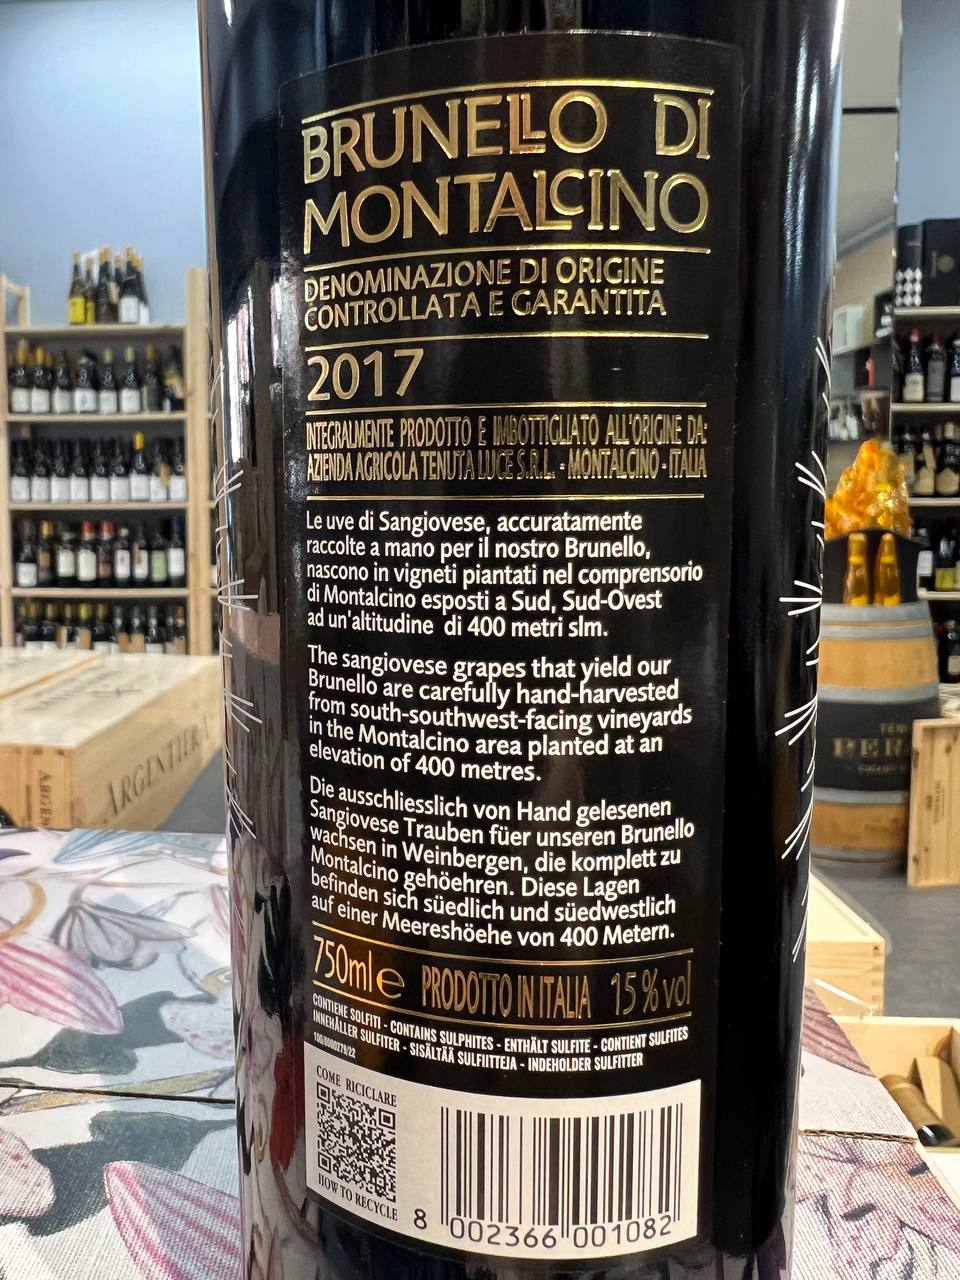 BRUNELLO DI
MONTALCINO
DENOMINAZIONE DI ORIGINE
CONTROLLATA E GARANTITA
2017
INTEGRALMENTE PRODOTTO E IMBOTTIGLIATO ALL'ORIGINE DA:
AZIENDA AGRICOLA TENUTA LUCE S.R.L. - MONTALCINO - ITALIA
Le uve di Sangiovese, accuratamente
raccolte a mano per il nostro Brunello,
nascono in vigneti piantati nel comprensorio
di Montalcino esposti a Sud, Sud-Ovest
ad un'altitudine di 400 metri slm.
The sangiovese grapes that yield our
Brunello are carefully hand-harvested
from south-southwest-facing vineyards
in the Montalcino area planted at an
elevation of 400 metres.
Die ausschliesslich von Hand gelesenen
Sangiovese Trauben füer unseren Brunello
wachsen in Weinbergen, die komplett zu
Montalcino gehöehren. Diese Lagen
befinden sich süedlich und süedwestlich
auf einer Meereshöehe von 400 Metern.
750ml e PRODOTTO IN ITALIA 15%vol
CONTIENE SOLFITI - CONTAINS SULPHITES - ENTHÄLT SULFITE - CONTIENT SULFITES
INNEHÅLLER SULFITER - SISÄLTÄÄ SULFIITTEJA - INDEHOLDER SULFITTER
COME RICICLARE
HOW TO RECYCLE
8 002366 001082
ARGENTIERA